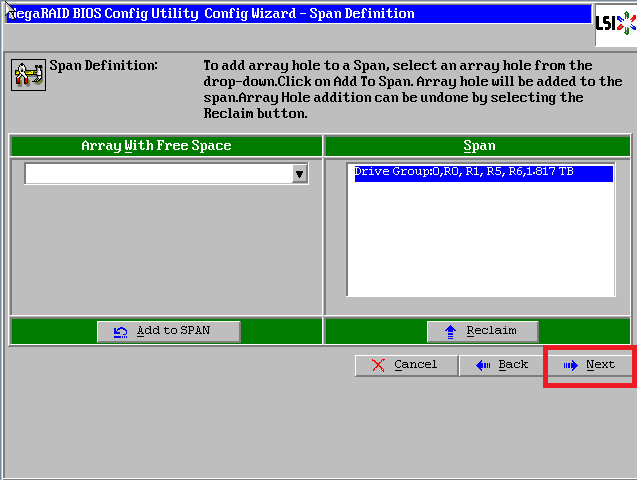 MegaRAID BIOS Config Utility Config Wizard - Span Definition
LSI
Span Definition:
To add array hole to a Span, select an array hole from the
drop-down.Click on Add To Span. Array hole will be added to the
span.Array Hole addition can be undone by selecting the
Reclaim button.
Array With Free Space
Span
Drive Group:0,R0, R1, R5, R6,1.817 TB
Add to SPAN
Reclaim
Cancel
Back
Next